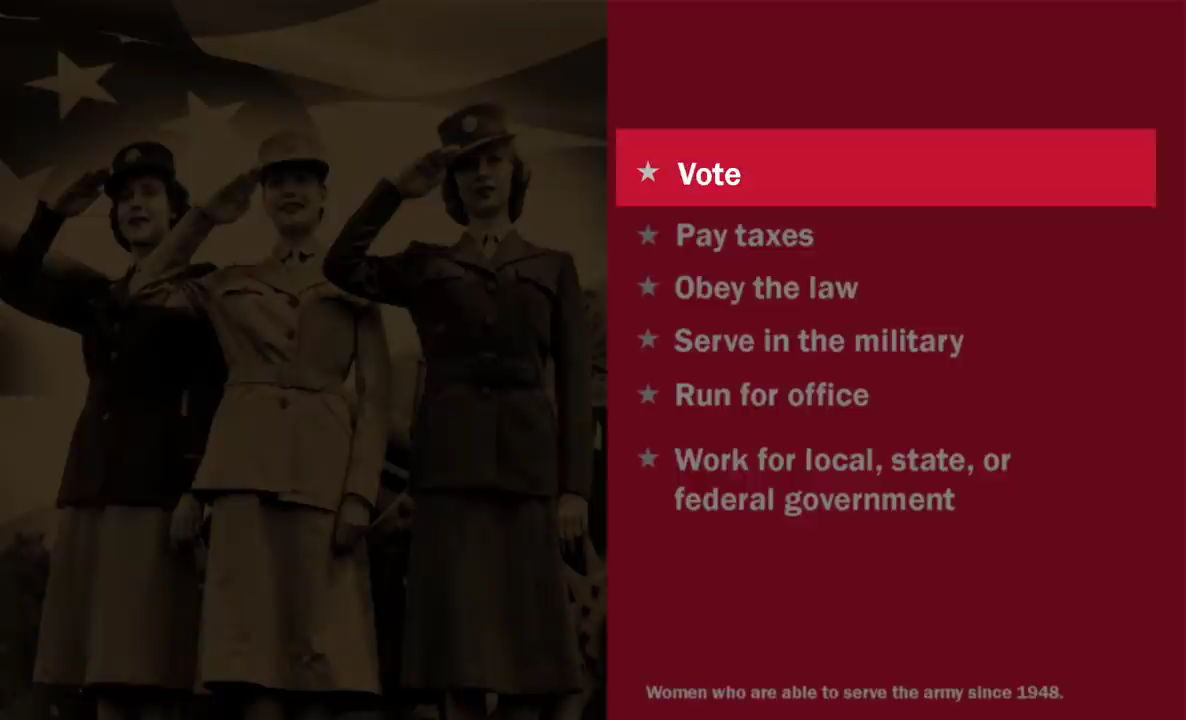 Vote
Pay taxes
Obey the law
Serve in the military
Run for office
Work for local, state, or
federal government
Women who are able to serve the army since 1948.